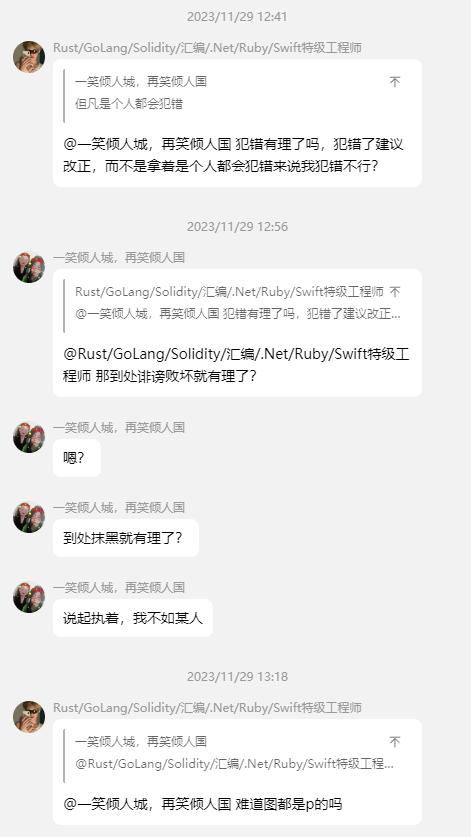 2023/11/29 12:41
Rust/GoLang/Solidity/汇编/.Net/Ruby/Swift特级工程师
一笑倾人城，再笑倾人国
但凡是个人都会犯错
@一笑倾人城，再笑倾人国 犯错有理了吗，犯错了建议
改正，而不是拿着是个人都会犯错来说我犯错不行？
2023/11/29 12:56
一笑倾人城，再笑倾人国
Rust/GoLang/Solidity/汇编/.Net/Ruby/Swift特级工程师
@一笑倾人城，再笑倾人国 犯错有理了吗，犯错了建议改正...
@Rust/GoLang/Solidity/汇编/.Net/Ruby/Swift特级工
程师 那到处诽谤败坏就有理了？
一笑倾人城，再笑倾人国
嗯？
一笑倾人城，再笑倾人国
到处抹黑就有理了？
一笑倾人城，再笑倾人国
说起执着，我不如某人
2023/11/29 13:18
Rust/GoLang/Solidity/汇编/.Net/Ruby/Swift特级工程师
一笑倾人城，再笑倾人国
@Rust/GoLang/Solidity/汇编/.Net/Ruby/Swift特级工程...
@一笑倾人城，再笑倾人国 难道图都是p的吗